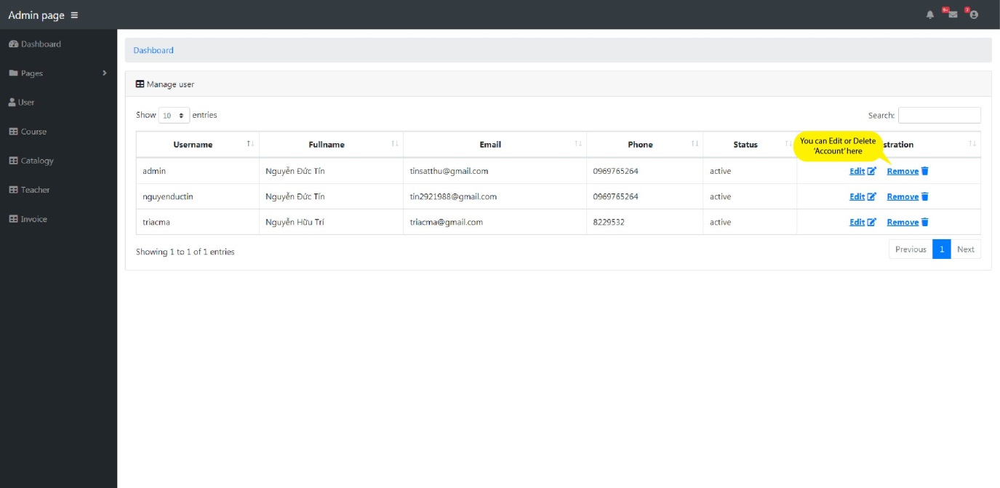 Admin page
9+
7
Dashboard
Pages
User
Course
Catalogy
Teacher
Invoice
Dashboard
Manage user
Show 10 entries
Search:
Username Fullname Email Phone Status stration
You can Edit or Delete
'Account' here
admin Nguyễn Đức Tín tinsatthu@gmail.com 0969765264 active Edit Remove
nguyenductin Nguyễn Đức Tín tin2921988@gmail.com 0969765264 active Edit Remove
triacma Nguyễn Hữu Trí triacma@gmail.com 8229532 active Edit Remove
Showing 1 to 1 of 1 entries
Previous 1 Next